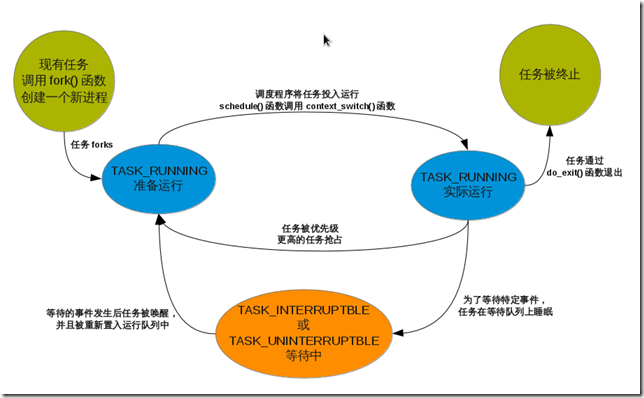 现有任务
调用 fork() 函数
创建一个新进程
任务被终止
调度程序将任务投入运行
schedule() 函数调用 context_switch() 函数
任务 forks
任务通过
do_exit() 函数退出
TASK_RUNNING
准备运行
TASK_RUNNING
实际运行
任务被优先级
更高的任务抢占
等待的事件发生后任务被唤醒，
并且被重新置入运行队列中
TASK_INTERRUPTBLE
或
TASK_UNINTERRUPTBLE
等待中
为了等待特定事件，
任务在等待队列上睡眠